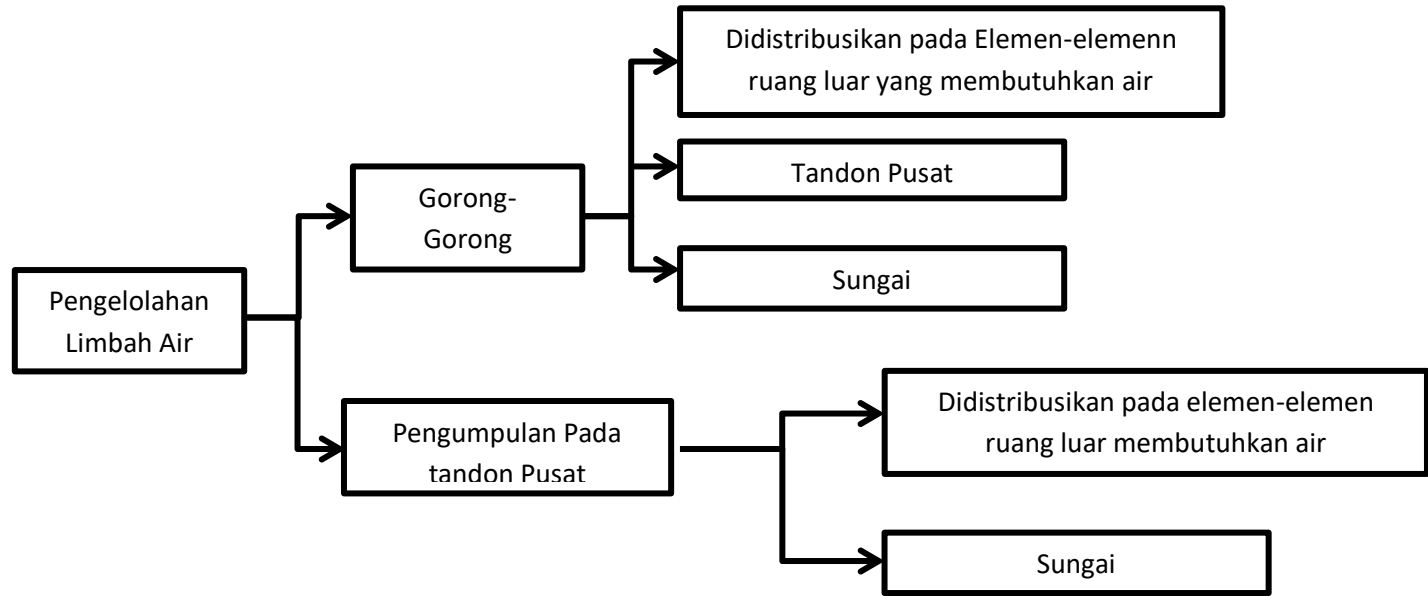 Didistribusikan pada Elemen-elemenn
ruang luar yang membutuhkan air
Tandon Pusat
Gorong-
Gorong
Sungai
Pengelolahan
Limbah Air
Didistribusikan pada elemen-elemen
ruang luar membutuhkan air
Pengumpulan Pada
tandon Pusat
Sungai